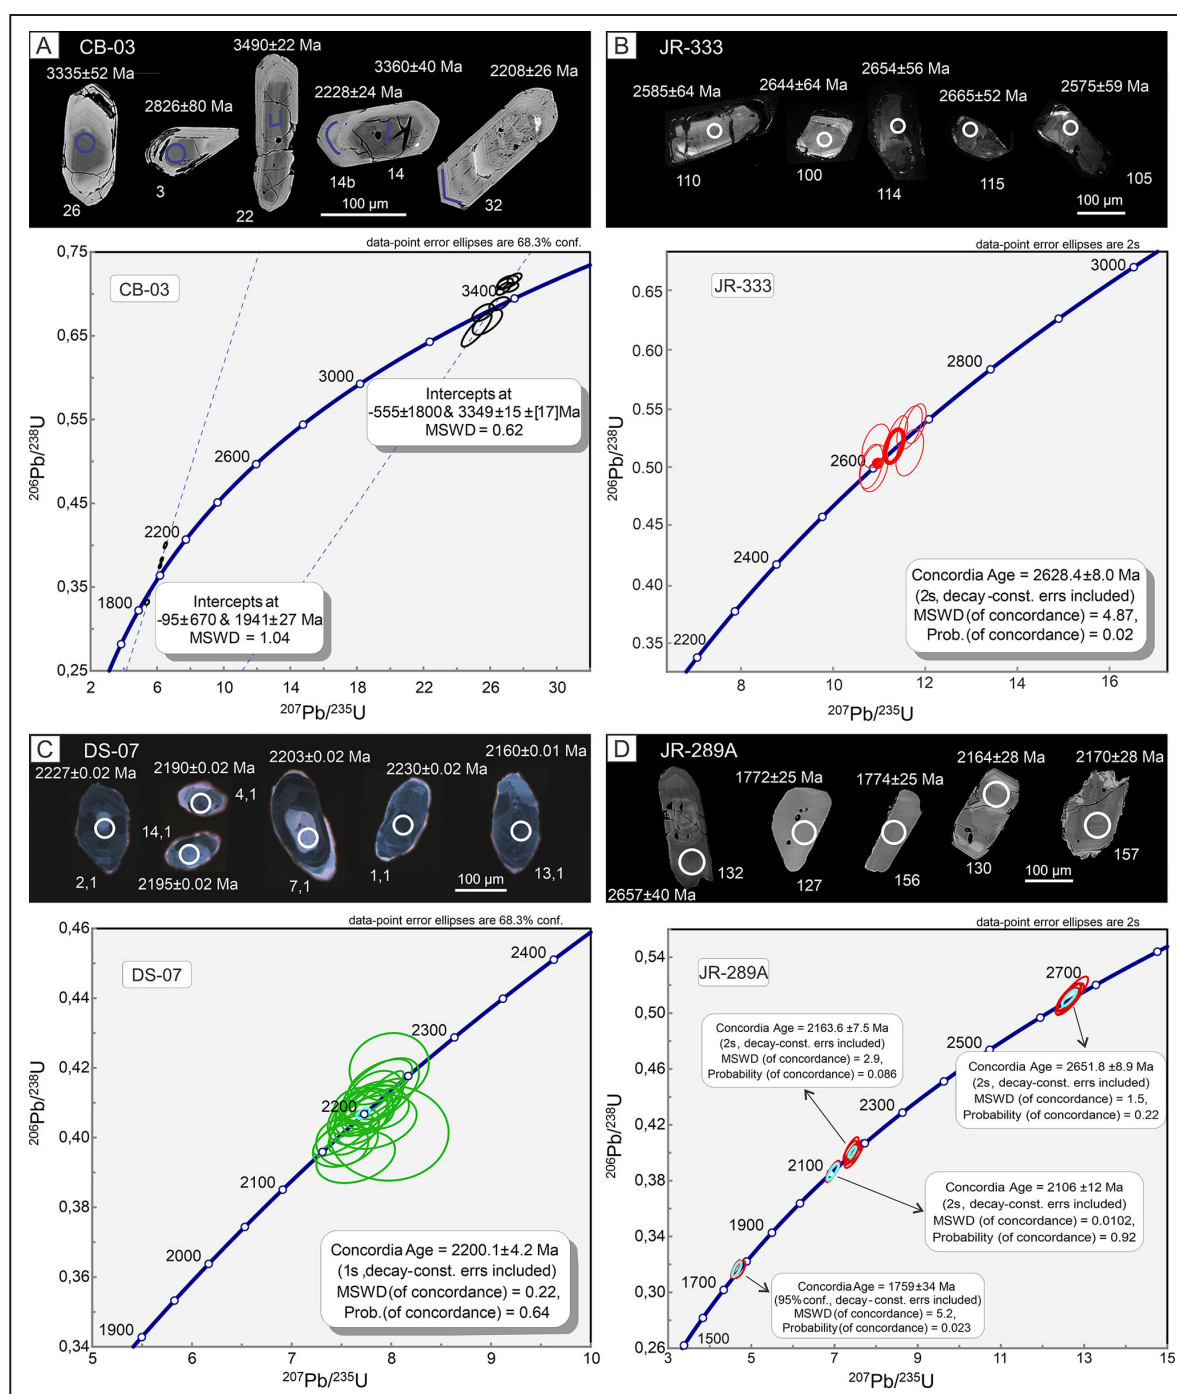 A CB-03
3490±22 Ma
3335±52 Ma
3360±40 Ma
2208±26 Ma
2826±80 Ma
2228±24 Ma
26
3
22
14b
14
32
100 µm
data-point error ellipses are 68.3% conf.
0,75
0,65
0,55
0,45
0,35
0,25
206Pb/238U
CB-03
3400
3000
2600
2200
1800
Intercepts at
-555±1800 & 3349±15 ±[17]Ma
MSWD = 0.62
Intercepts at
-95±670 & 1941±27 Ma
MSWD = 1.04
2 6 10 14 18 22 26 30
207Pb/235U
B JR-333
2585±64 Ma
2644±64 Ma
2654±56 Ma
2665±52 Ma
2575±59 Ma
110
100
114
115
105
100 µm
data-point error ellipses are 2s
0.65
0.60
0.55
0.50
0.45
0.40
0.35
206Pb/238U
JR-333
3000
2800
2600
2400
2200
Concordia Age = 2628.4±8.0 Ma
(2s, decay-const. errs included)
MSWD (of concordance) = 4.87,
Prob. (of concordance) = 0.02
8 10 12 14 16
207Pb/235U
C DS-07
2227±0.02 Ma
2190±0.02 Ma
2203±0.02 Ma
2230±0.02 Ma
2160±0.01 Ma
4,1
14,1
2,1
2195±0.02 Ma
7,1
1,1
13,1
100 µm
data-point error ellipses are 68.3% conf.
0,46
0,44
0,42
0,40
0,38
0,36
0,34
206Pb/238U
DS-07
2400
2300
2200
2100
2000
1900
Concordia Age = 2200.1±4.2 Ma
(1s ,decay-const. errs included)
MSWD (of concordance) = 0.22,
Prob. (of concordance) = 0.64
5 6 7 8 9 10
207Pb/235U
D JR-289A
2164±28 Ma
2170±28 Ma
1772±25 Ma
1774±25 Ma
132
127
156
130
157
2657±40 Ma
100 µm
data-point error ellipses are 2s
0,56
0,51
0,46
0,42
0,36
0,31
0,26
206Pb/238U
JR-289A
2700
2500
2300
2100
1900
1700
1500
Concordia Age = 2163.6 ±7.5 Ma
(2s, decay-const. errs included)
MSWD (of concordance) = 2.9,
Probability (of concordance) = 0.086
Concordia Age = 2651.8 ±8.9 Ma
(2s, decay-const. errs included)
MSWD (of concordance) = 1.5,
Probability (of concordance) = 0.22
Concordia Age = 2106 ±12 Ma
(2s, decay-const. errs included)
MSWD (of concordance) = 0.0102,
Probability (of concordance) = 0.92
Concordia Age = 1759±34 Ma
(95% conf., decay-const. errs included)
MSWD (of concordance) = 5.2,
Probability (of concordance) = 0.023
3 5 7 9 11 13 15
207Pb/235U